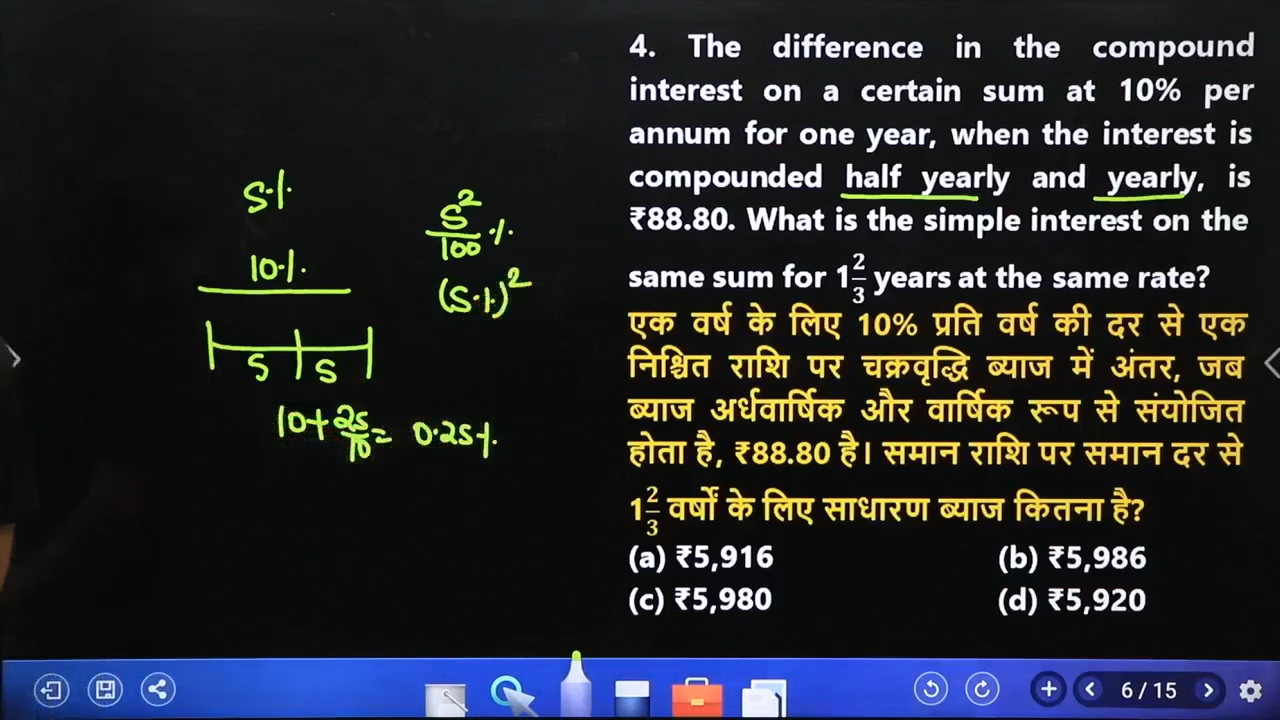 4. The difference in the compound
interest on a certain sum at 10% per
annum for one year, when the interest is
compounded half yearly and yearly, is
₹88.80. What is the simple interest on the
same sum for 1 2/3 years at the same rate?
एक वर्ष के लिए 10% प्रति वर्ष की दर से एक
निश्चित राशि पर चक्रवृद्धि ब्याज में अंतर, जब
ब्याज अर्धवार्षिक और वार्षिक रूप से संयोजित
होता है, ₹88.80 है। समान राशि पर समान दर से
1 2/3 वर्षों के लिए साधारण ब्याज कितना है?
(a) ₹5,916 (b) ₹5,986
(c) ₹5,980 (d) ₹5,920
5%
10%
5 5
10+25/10= 0.25%
5²/100 %
(5%)²
6 / 15